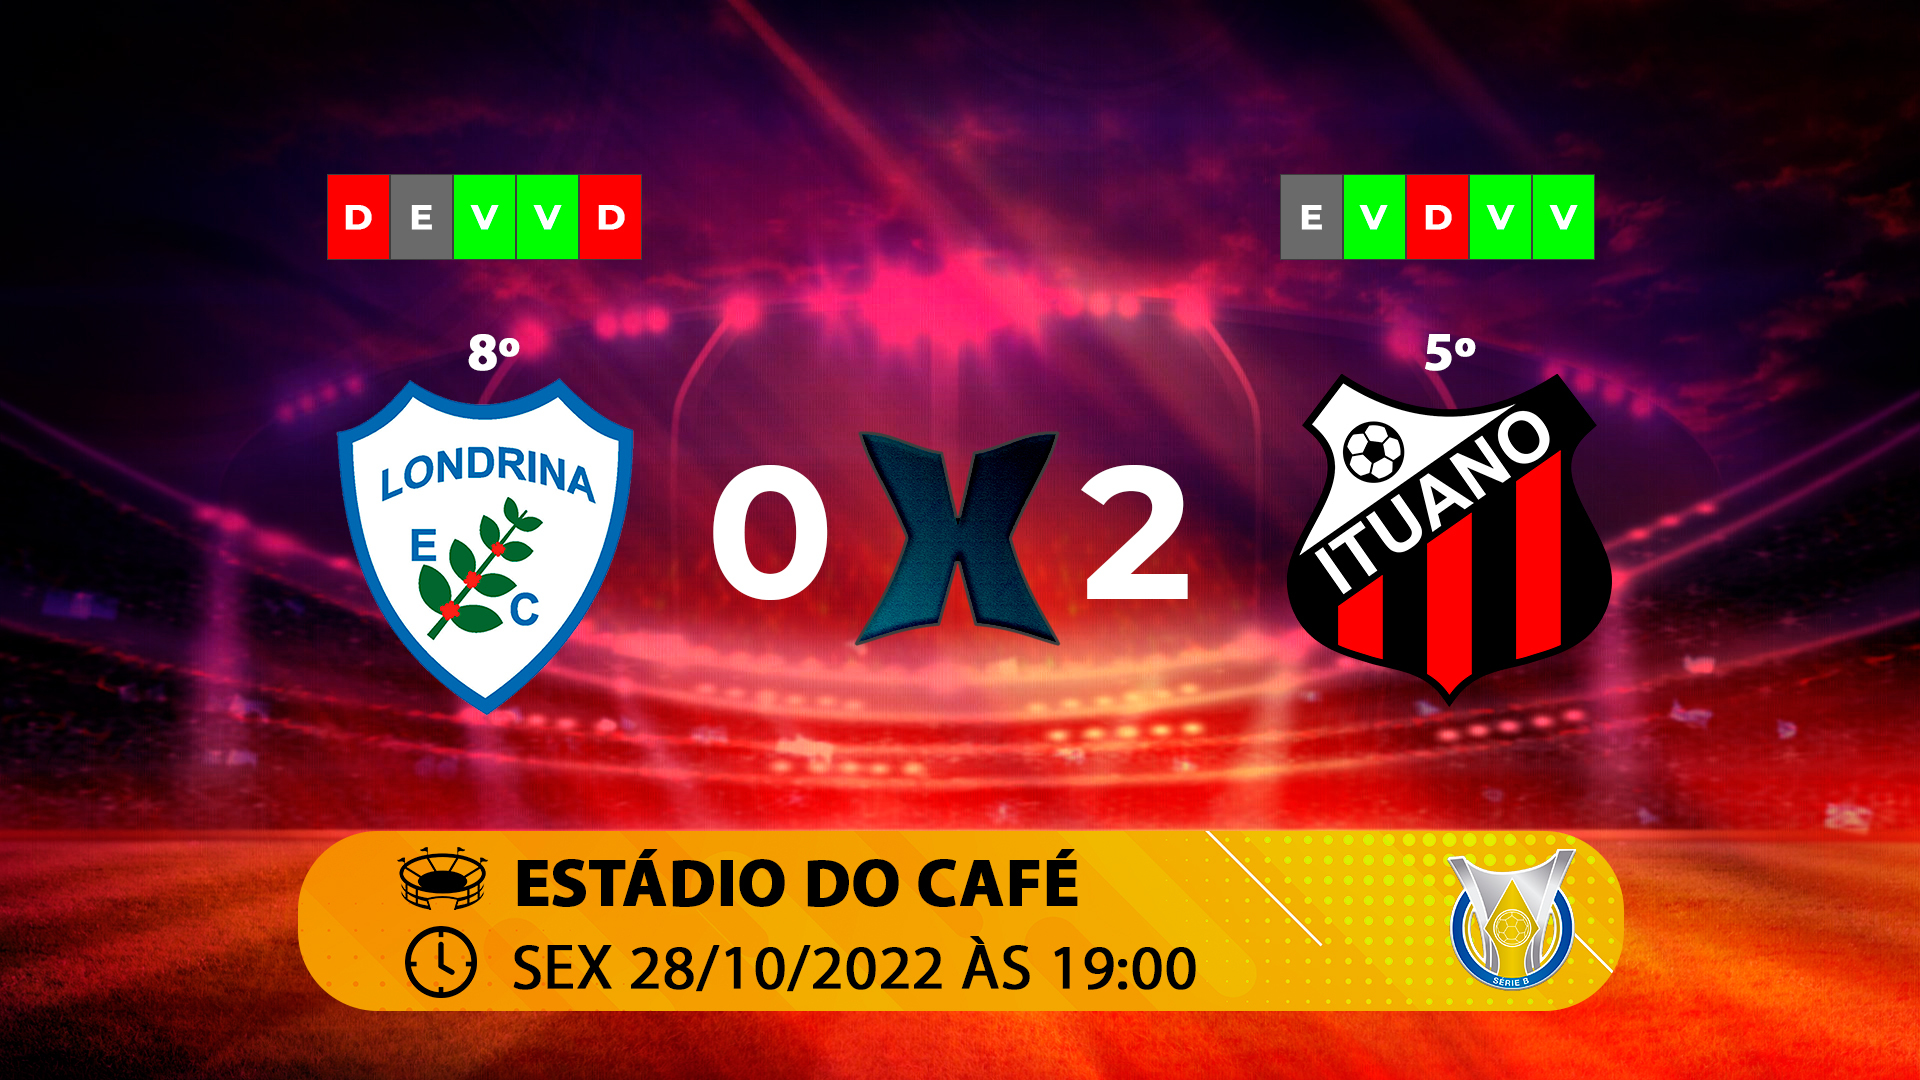 D E V V D
E V D V V
8º
5º
LONDRINA
E
C
0 X 2
ITUANO
ESTÁDIO DO CAFÉ
SEX 28/10/2022 ÀS 19:00
SÉRIE B